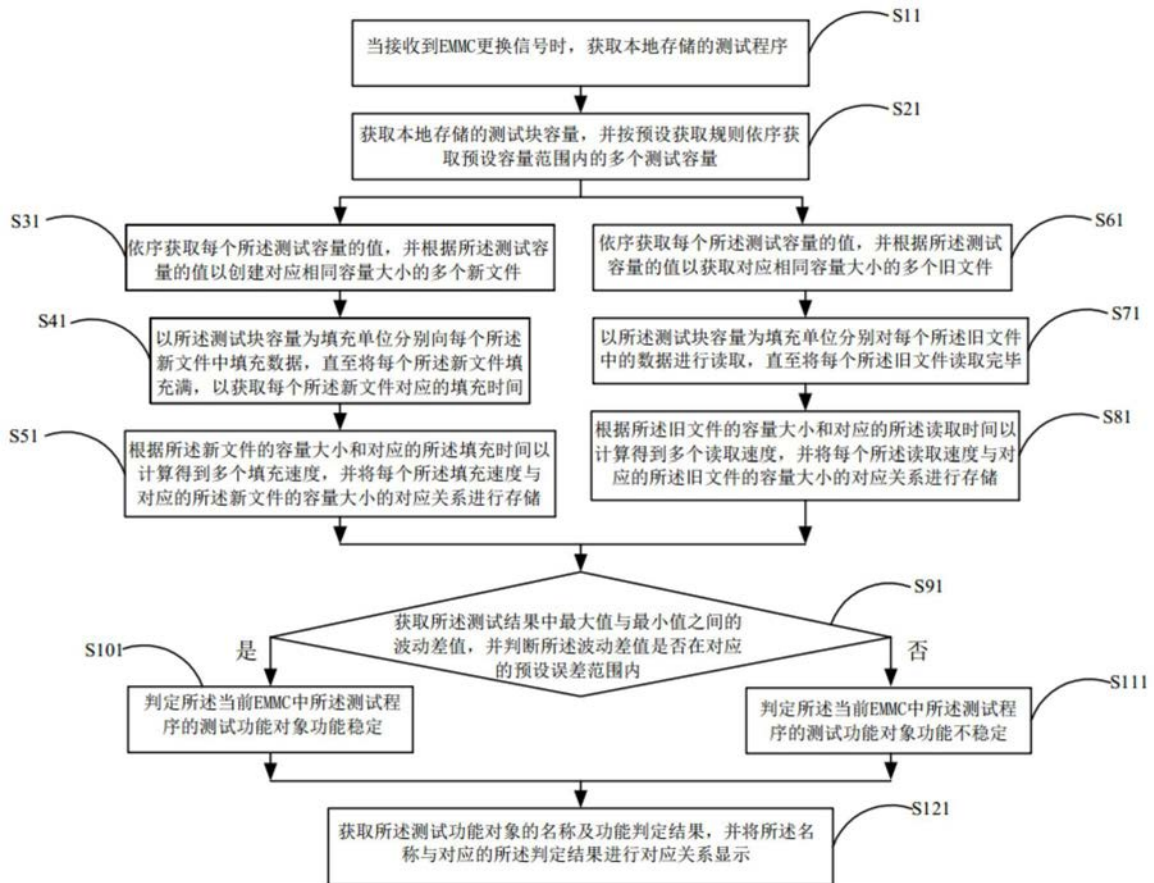 S11
当接收到EMMC更换信号时，获取本地存储的测试程序
S21
获取本地存储的测试块容量，并按预设获取规则依序获
取预设容量范围内的多个测试容量
S31
依序获取每个所述测试容量的值，并根据所述测试容
量的值以创建对应相同容量大小的多个新文件
S61
依序获取每个所述测试容量的值，并根据所述测试
容量的值以获取对应相同容量大小的多个旧文件
S41
以所述测试块容量为填充单位分别向每个所述
新文件中填充数据，直至将每个所述新文件填
充满，以获取每个所述新文件对应的填充时间
S71
以所述测试块容量为填充单位分别对每个所述旧文件
中的数据进行读取，直至将每个所述旧文件读取完毕
S51
根据所述新文件的容量大小和对应的所述填充时间以
计算得到多个填充速度，并将每个所述填充速度与
对应的所述新文件的容量大小的对应关系进行存储
S81
根据所述旧文件的容量大小和对应的所述读取时间以
计算得到多个读取速度，并将每个所述读取速度与对
应的所述旧文件的容量大小的对应关系进行存储
S91
获取所述测试结果中最大值与最小值之间的
波动差值，并判断所述波动差值是否在对应
的预设误差范围内
是
否
S101
判定所述当前EMMC中所述测试程
序的测试功能对象功能稳定
S111
判定所述当前EMMC中所述测试程
序的测试功能对象功能不稳定
S121
获取所述测试功能对象的名称及功能判定结果，并将所述名
称与对应的所述判定结果进行对应关系显示